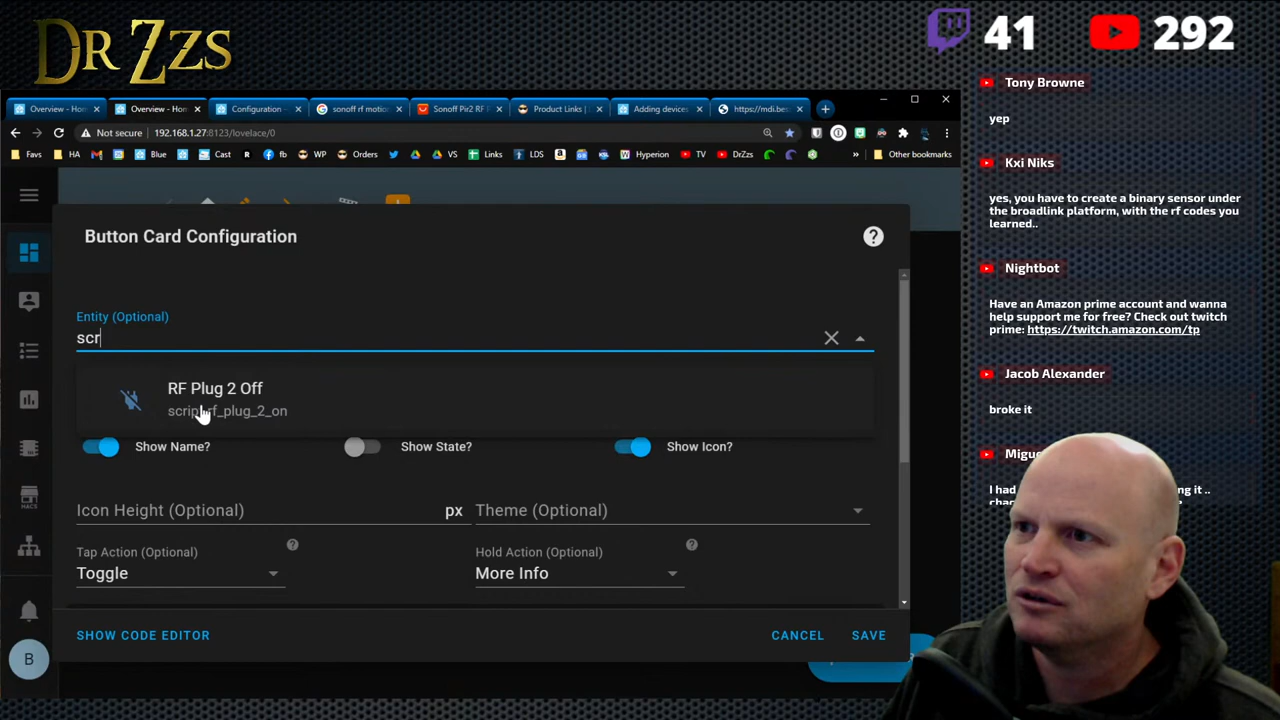 DR ZZS
41
292
Overview - Hom
Overview - Hom
Configuration
sonoff rf motio
Sonoff Pir2 RF
Product Links |
Adding devices
https://mdi.bes
Not secure
192.168.1.27:8123/lovelace/0
Favs
HA
Blue
Cast
fb
WP
Orders
VS
Links
LDS
Hyperion
TV
DrZzs
Other bookmarks
Button Card Configuration
Entity (Optional)
scr
RF Plug 2 Off
rf_plug_2_on
Show Name?
Show State?
Show Icon?
Icon Height (Optional)
px
Theme (Optional)
Tap Action (Optional)
Toggle
Hold Action (Optional)
More Info
SHOW CODE EDITOR
CANCEL
SAVE
HACS
B
Tony Browne
yep
Kxi Niks
yes, you have to create a binary sensor under
the broadlink platform, with the rf codes you
learned..
Nightbot
Have an Amazon prime account and wanna
help support me for free? Check out twitch
prime: https://twitch.amazon.com/tp
Jacob Alexander
broke it
I had
ng it ..